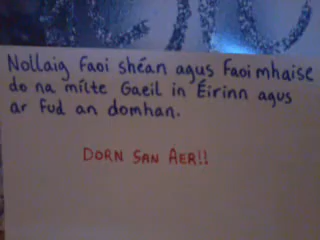 Nollaig faoi shéan agus faoi mhaise
do na mílte Gaeil in Éirinn agus
ar fud an domhan.
DORN SAN AER!!